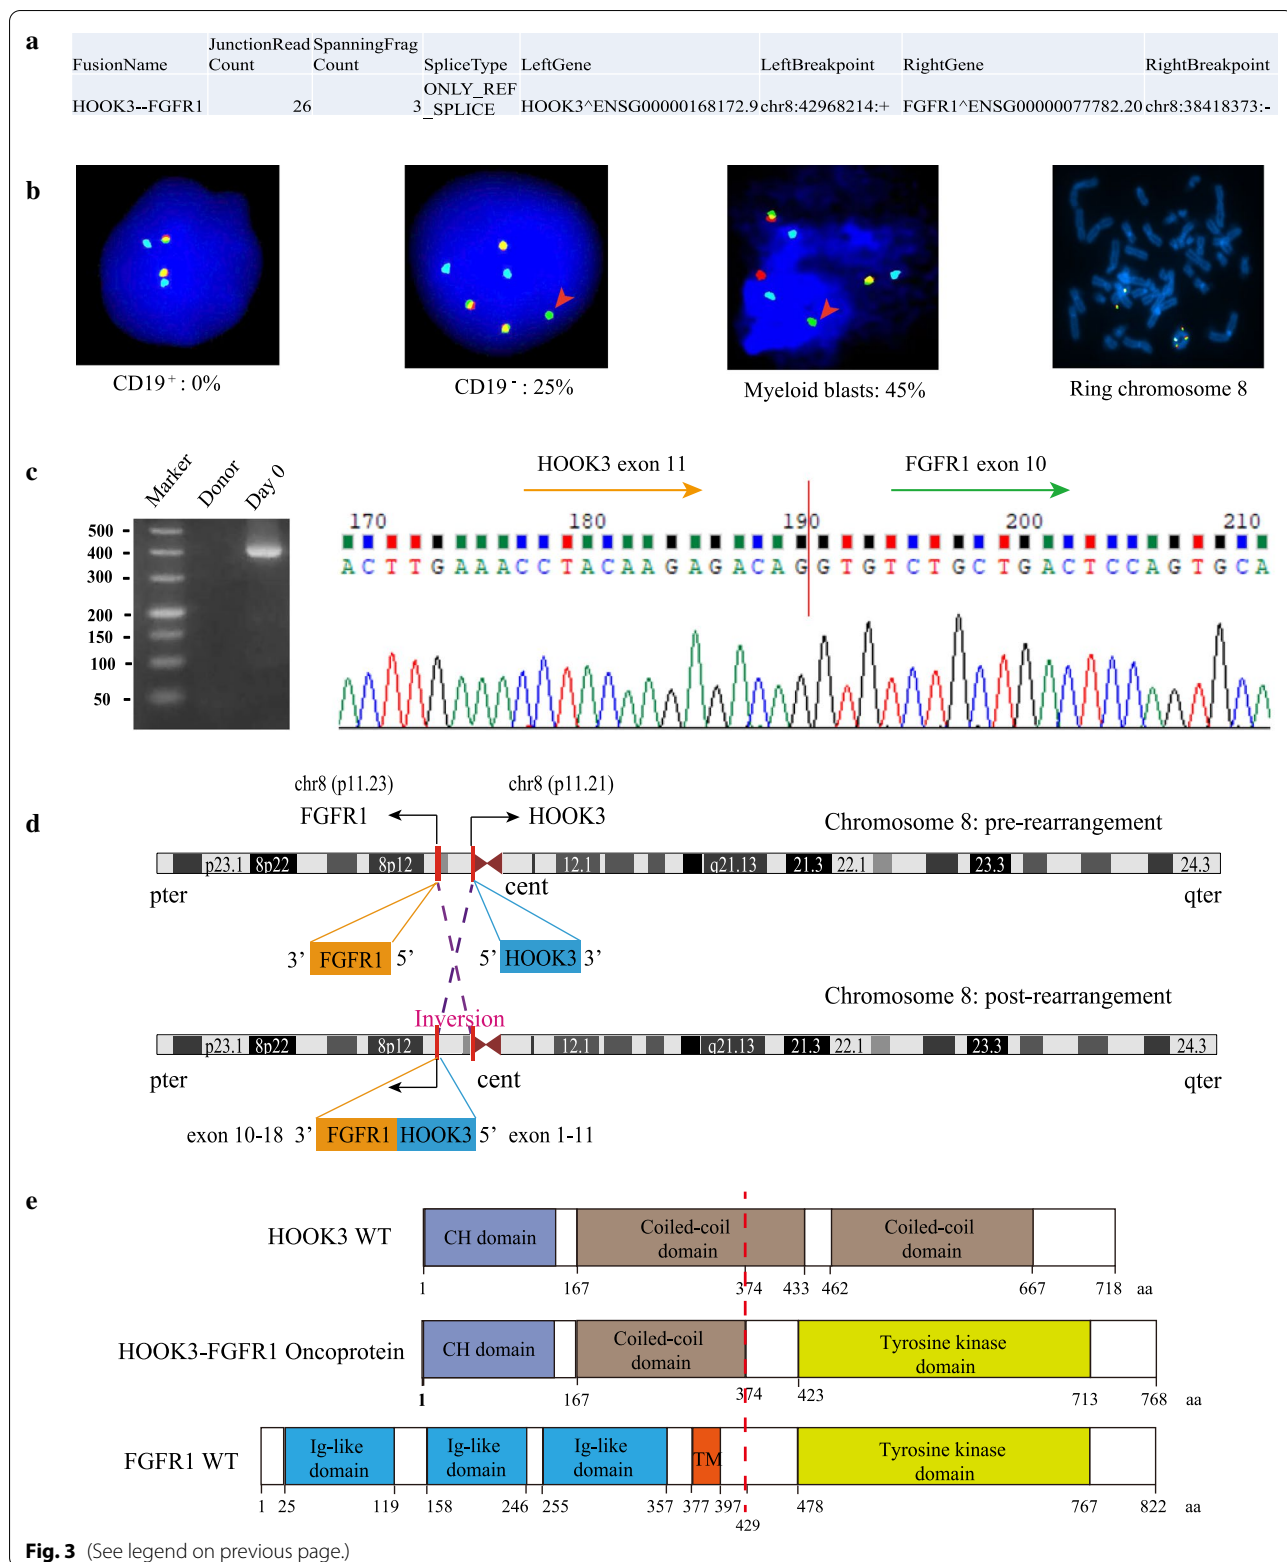 a
JunctionRead SpanningFrag
FusionName Count Count SpliceType LeftGene LeftBreakpoint RightGene RightBreakpoint
ONLY_REF
HOOK3--FGFR1 26 3 _SPLICE HOOK3^ENSG00000168172.9 chr8:42968214:+ FGFR1^ENSG00000077782.20 chr8:38418373:-
b
CD19+ : 0%
CD19- : 25%
Myeloid blasts: 45%
Ring chromosome 8
c
Marker
Donor
Day 0
500
400
300
200
150
100
50
HOOK3 exon 11 FGFR1 exon 10
170 180 190 200 210
A C T T G A A A C C T A C A A G A G A C A G G T G T C T G C T G A C T C C A G T G C A
d
chr8 (p11.23) chr8 (p11.21)
FGFR1 HOOK3
Chromosome 8: pre-rearrangement
p23.1 8p22 8p12 12.1 q21.13 21.3 22.1 23.3 24.3
pter cent qter
3’ FGFR1 5’ 5’ HOOK3 3’
Chromosome 8: post-rearrangement
Inversion
p23.1 8p22 8p12 12.1 q21.13 21.3 22.1 23.3 24.3
pter cent qter
exon 10-18 3’ FGFR1 HOOK3 5’ exon 1-11
e
HOOK3 WT
CH domain
Coiled-coil
domain
Coiled-coil
domain
1 167 374 433 462 667 718 aa
HOOK3-FGFR1 Oncoprotein
CH domain
Coiled-coil
domain
Tyrosine kinase
domain
1 167 374 423 713 768 aa
FGFR1 WT
Ig-like
domain
Ig-like
domain
Ig-like
domain
TM
Tyrosine kinase
domain
1 25 119 158 246 255 357 377 397 429 478 767 822 aa
Fig. 3 (See legend on previous page.)